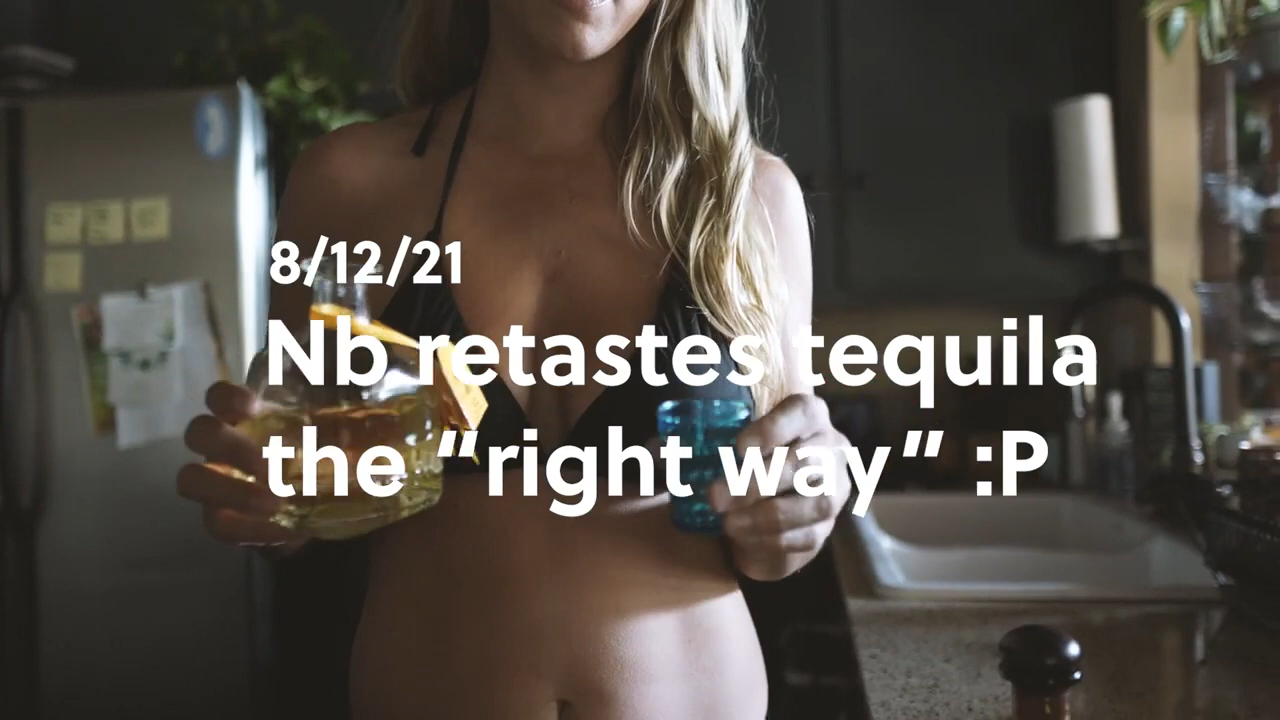 8/12/21
Nb retastes tequila
the “right way” :P